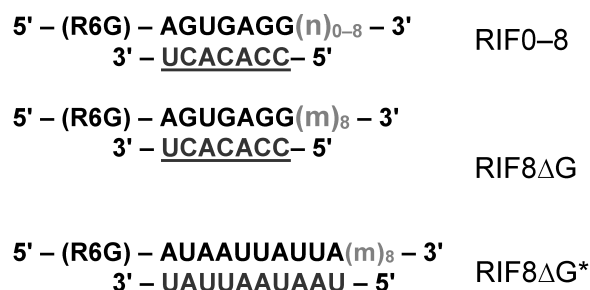 5' – (R6G) – AGUGAGG(n)0–8 – 3'
3' – UCACACC– 5'
RIF0–8
5' – (R6G) – AGUGAGG(m)8 – 3'
3' – UCACACC– 5'
RIF8ΔG
5' – (R6G) – AUAAUUAUUA(m)8 – 3'
3' – UAUUAAUAAU – 5'
RIF8ΔG*